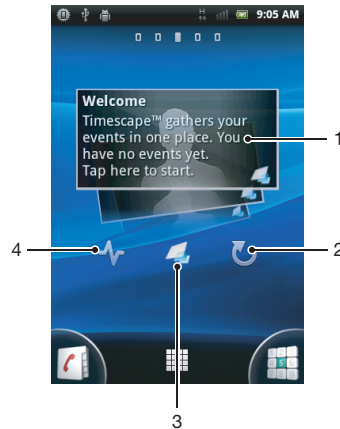 9:05 AM
Welcome
Timescape™ gathers your
events in one place. You
have no events yet.
Tap here to start.
1
4
2
3